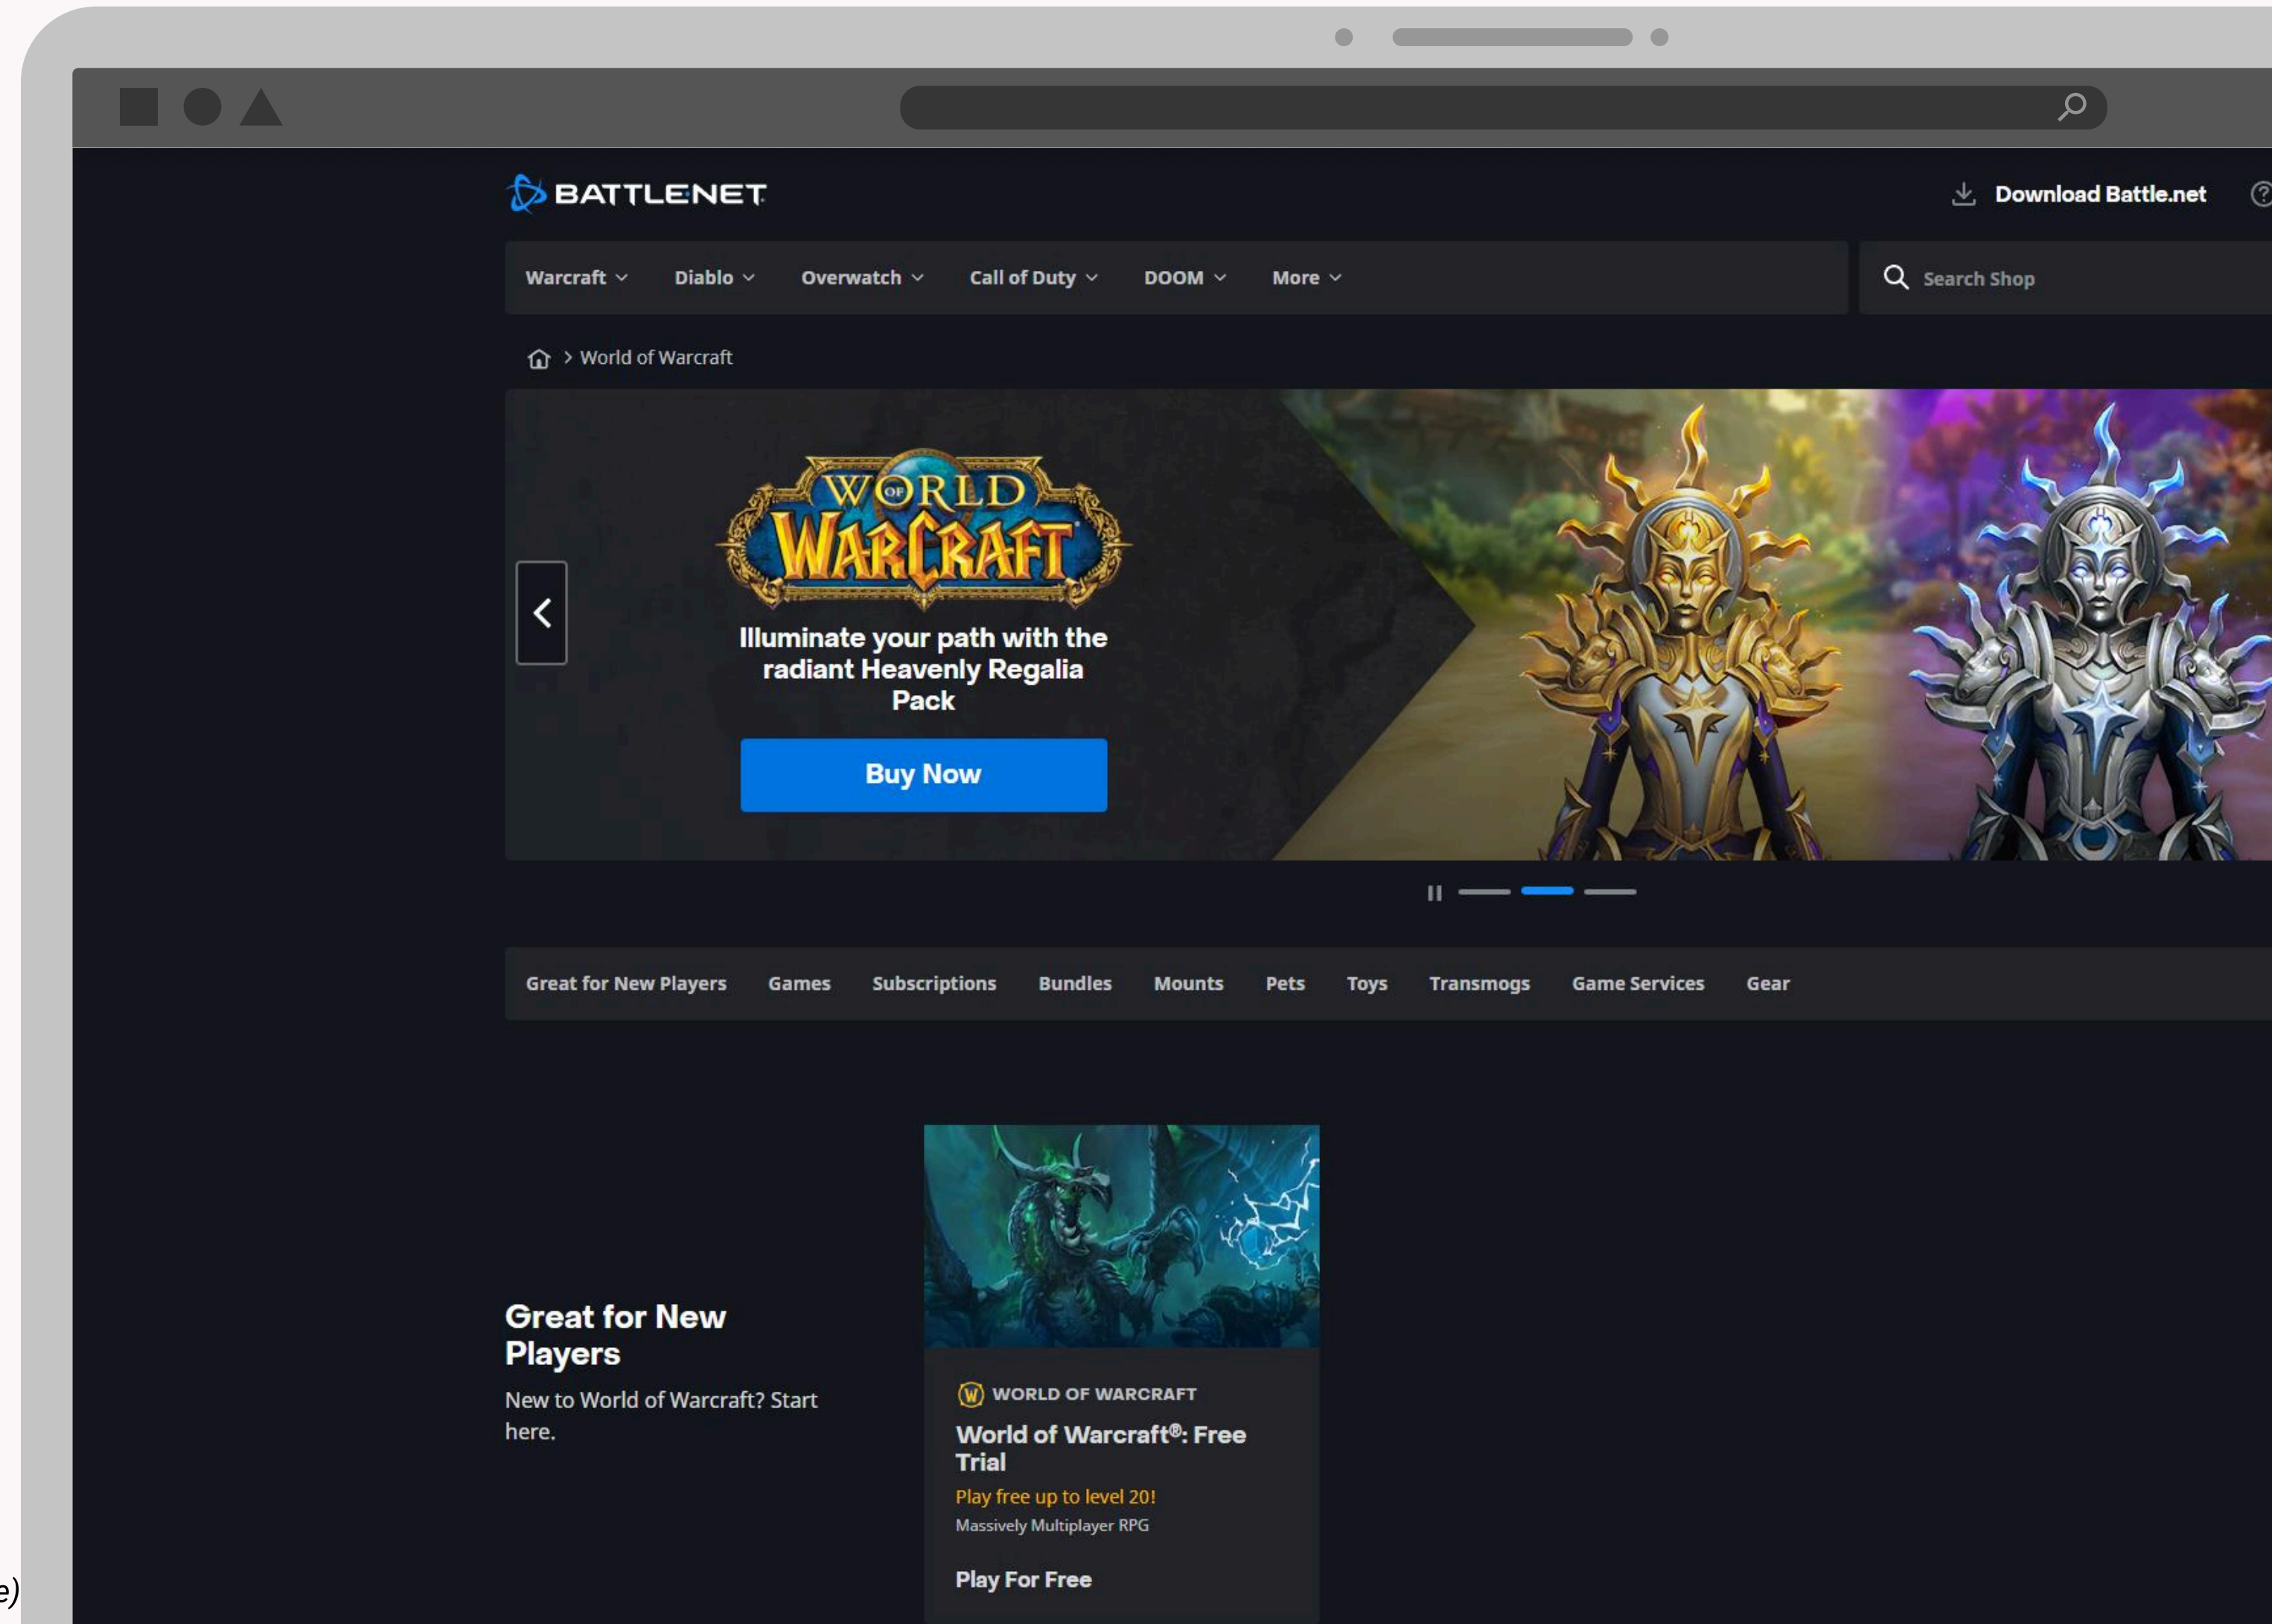 BATTLE.NET
Download Battle.net
Warcraft
Diablo
Overwatch
Call of Duty
DOOM
More
Search Shop
> World of Warcraft
WORLD
OF
WARCRAFT
Illuminate your path with the
radiant Heavenly Regalia
Pack
Buy Now
Great for New Players
Games
Subscriptions
Bundles
Mounts
Pets
Toys
Transmogs
Game Services
Gear
Great for New
Players
New to World of Warcraft? Start
here.
WORLD OF WARCRAFT
World of Warcraft®: Free
Trial
Play free up to level 20!
Massively Multiplayer RPG
Play For Free
e)